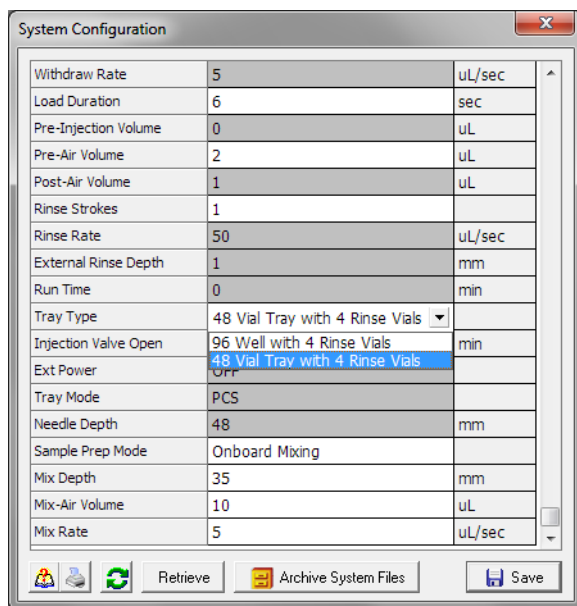 System Configuration
Withdraw Rate 5 uL/sec
Load Duration 6 sec
Pre-Injection Volume 0 uL
Pre-Air Volume 2 uL
Post-Air Volume 1 uL
Rinse Strokes 1
Rinse Rate 50 uL/sec
External Rinse Depth 1 mm
Run Time 0 min
Tray Type 48 Vial Tray with 4 Rinse Vials
Injection Valve Open 96 Well with 4 Rinse Vials min
48 Vial Tray with 4 Rinse Vials
Ext Power OFF
Tray Mode PCS
Needle Depth 48 mm
Sample Prep Mode Onboard Mixing
Mix Depth 35 mm
Mix-Air Volume 10 uL
Mix Rate 5 uL/sec
Retrieve Archive System Files Save